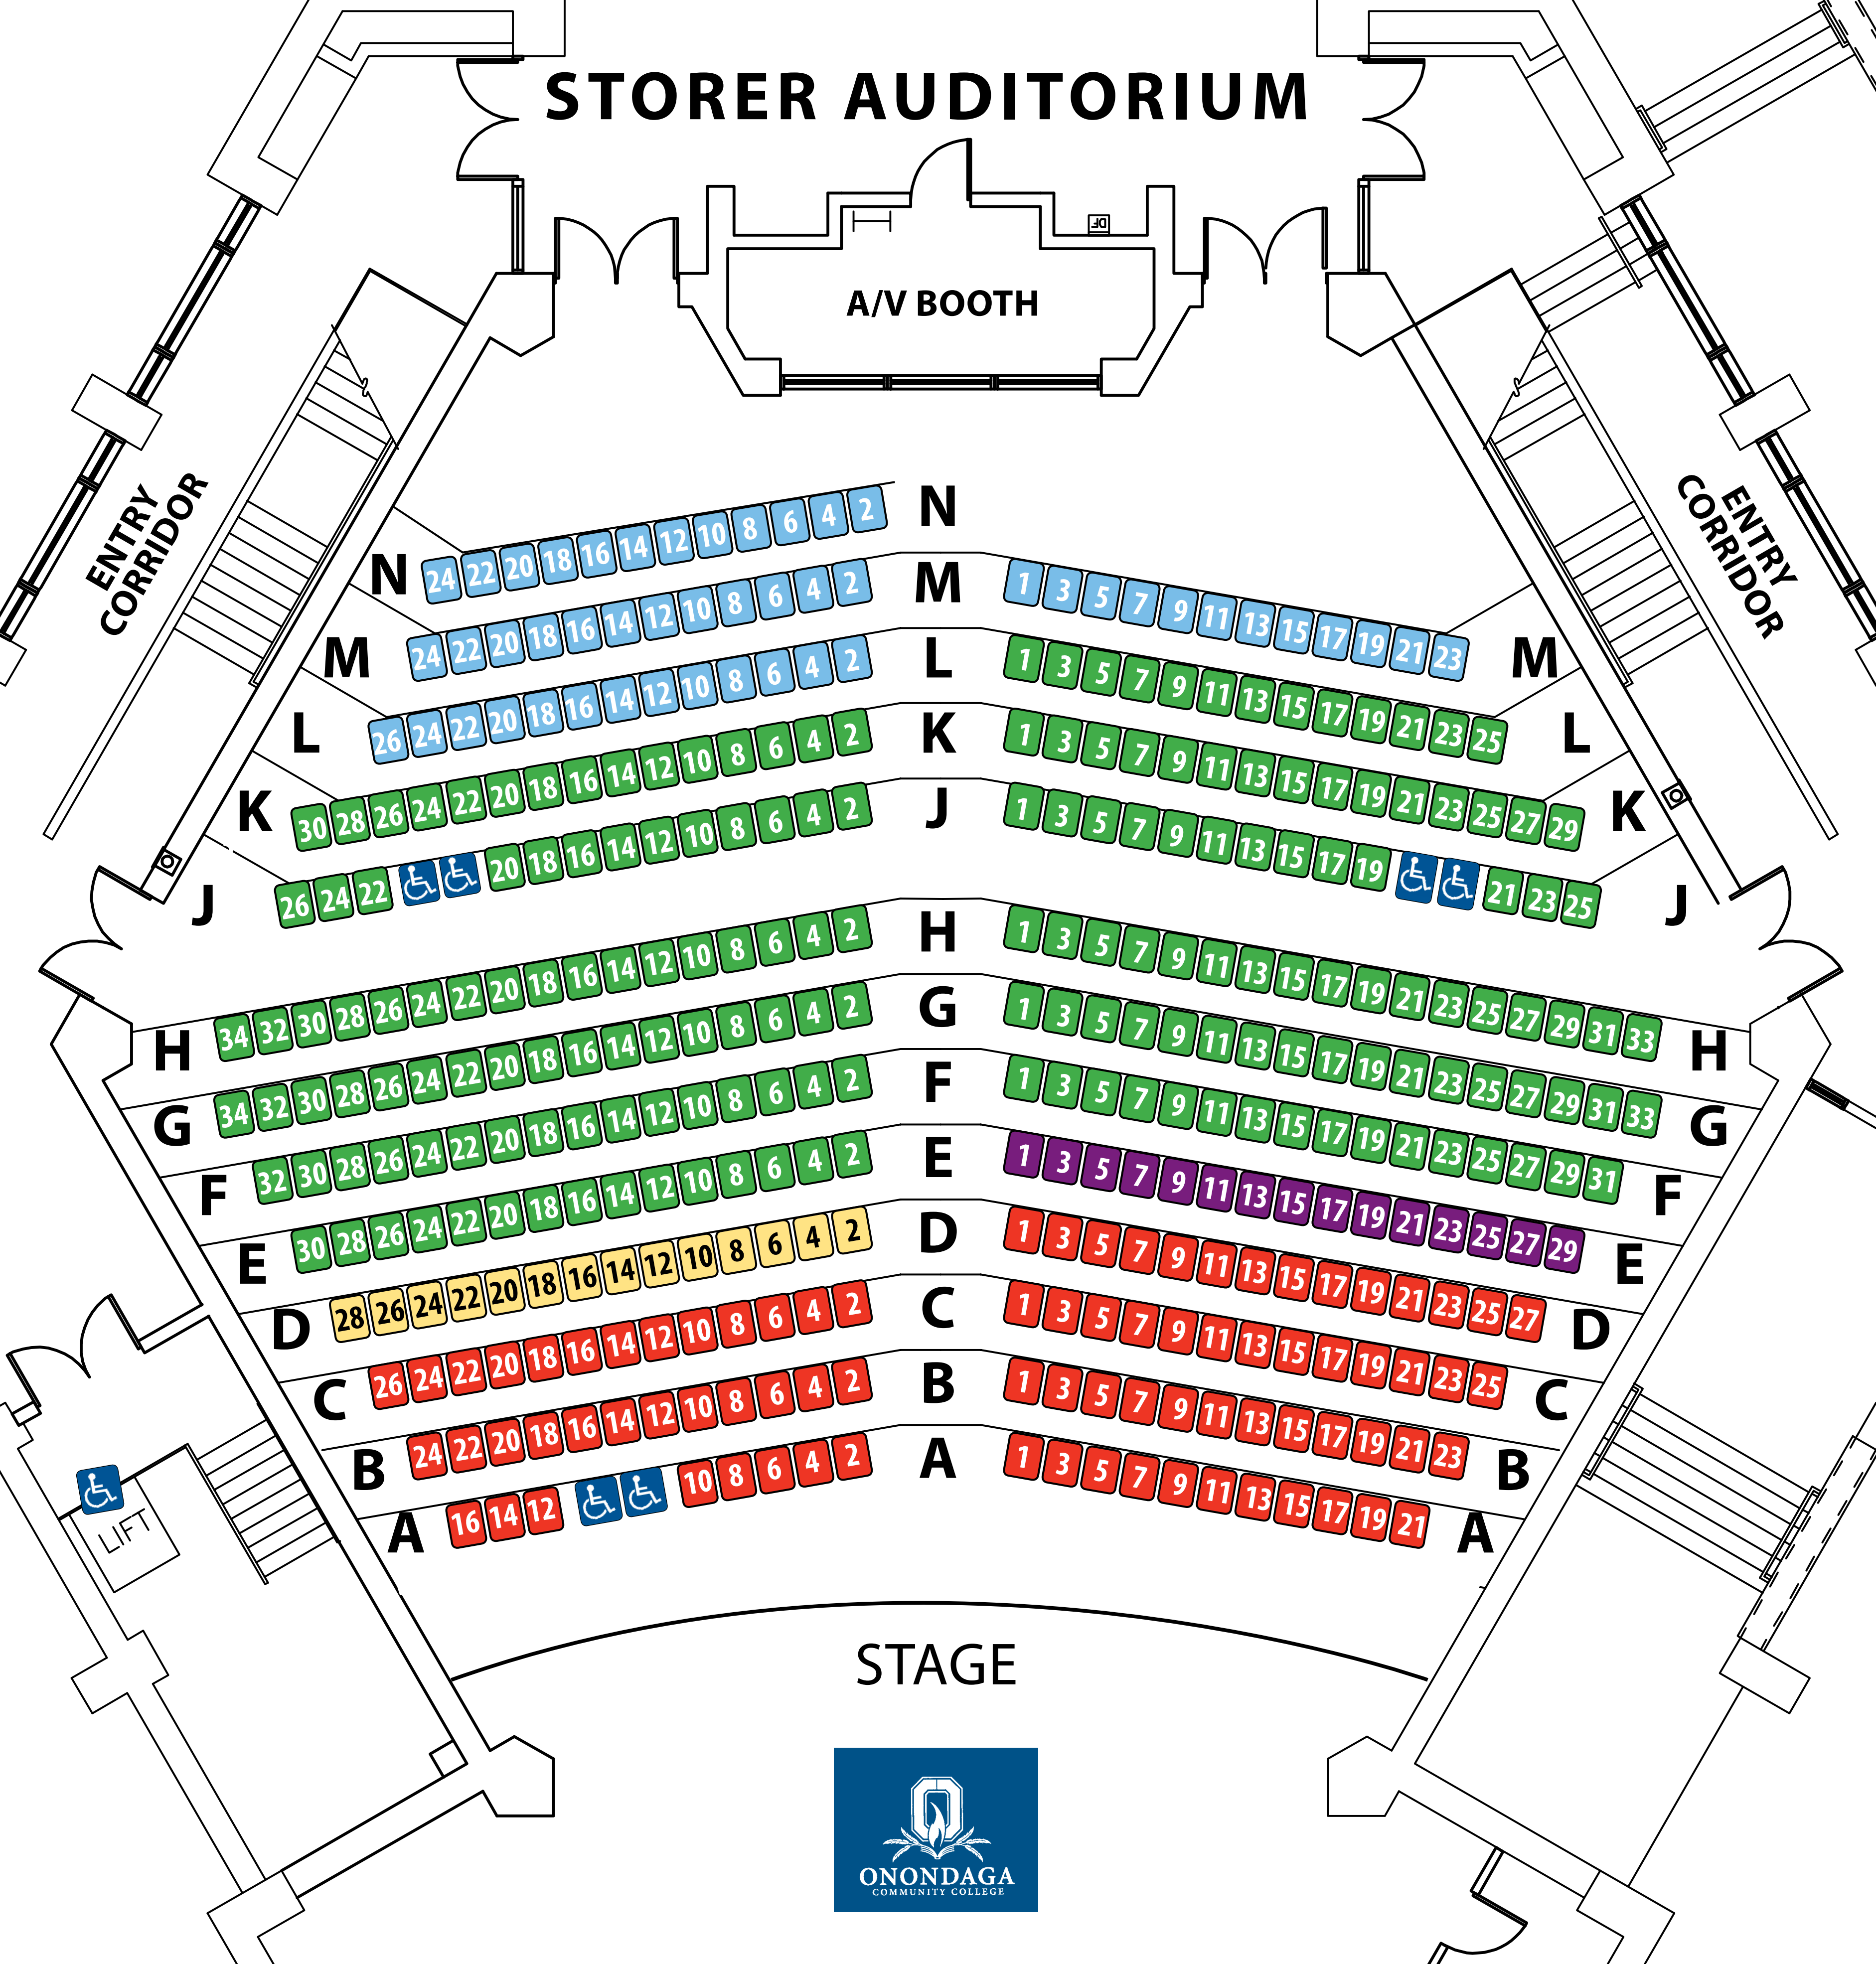 STORER AUDITORIUM
DF
A/V BOOTH
ENTRY
CORRIDOR
ENTRY
CORRIDOR
N 24 22 20 18 16 14 12 10 8 6 4 2 N
M 24 22 20 18 16 14 12 10 8 6 4 2 M 1 3 5 7 9 11 13 15 17 19 21 23 M
L 26 24 22 20 18 16 14 12 10 8 6 4 2 L 1 3 5 7 9 11 13 15 17 19 21 23 25 L
K 30 28 26 24 22 20 18 16 14 12 10 8 6 4 2 K 1 3 5 7 9 11 13 15 17 19 21 23 25 27 29 K
J 26 24 22 20 18 16 14 12 10 8 6 4 2 J 1 3 5 7 9 11 13 15 17 19 21 23 25 J
H 34 32 30 28 26 24 22 20 18 16 14 12 10 8 6 4 2 H 1 3 5 7 9 11 13 15 17 19 21 23 25 27 29 31 33 H
G 34 32 30 28 26 24 22 20 18 16 14 12 10 8 6 4 2 G 1 3 5 7 9 11 13 15 17 19 21 23 25 27 29 31 33 G
F 32 30 28 26 24 22 20 18 16 14 12 10 8 6 4 2 F 1 3 5 7 9 11 13 15 17 19 21 23 25 27 29 31 F
E 30 28 26 24 22 20 18 16 14 12 10 8 6 4 2 E 1 3 5 7 9 11 13 15 17 19 21 23 25 27 29 E
D 28 26 24 22 20 18 16 14 12 10 8 6 4 2 D 1 3 5 7 9 11 13 15 17 19 21 23 25 27 D
C 26 24 22 20 18 16 14 12 10 8 6 4 2 C 1 3 5 7 9 11 13 15 17 19 21 23 25 C
B 24 22 20 18 16 14 12 10 8 6 4 2 B 1 3 5 7 9 11 13 15 17 19 21 23 B
A 16 14 12 10 8 6 4 2 A 1 3 5 7 9 11 13 15 17 19 21 A
LIFT
STAGE
ONONDAGA
COMMUNITY COLLEGE